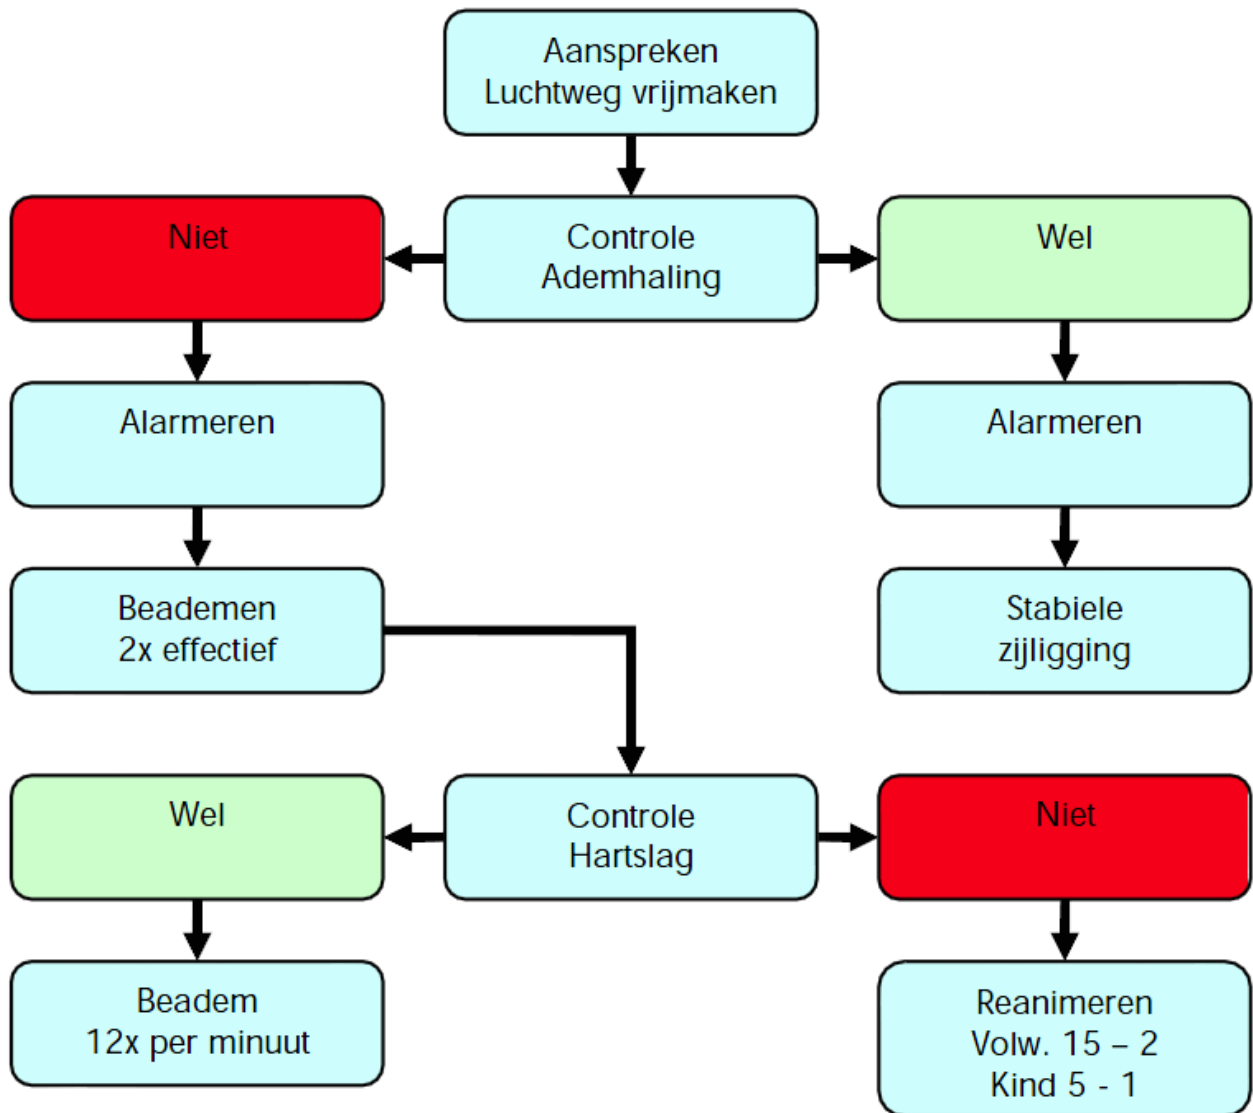 Aanspreken
Luchtweg vrijmaken
Niet
Controle
Ademhaling
Wel
Alarmeren
Alarmeren
Beademen
2x effectief
Stabiele
zijligging
Wel
Controle
Hartslag
Niet
Beadem
12x per minuut
Reanimeren
Volw. 15 – 2
Kind 5 - 1